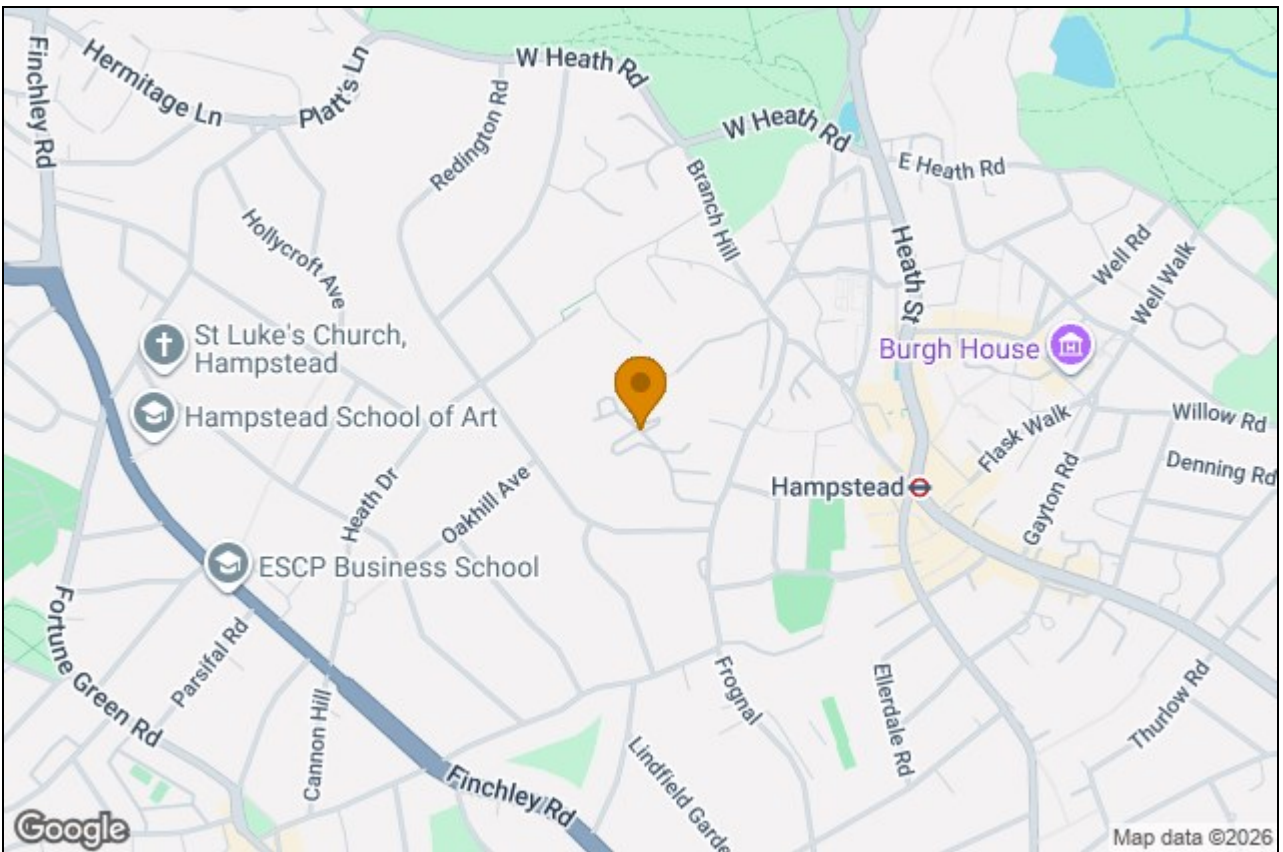 Finchley Rd
Hermitage Ln
Platt's Ln
W Heath Rd
Redington Rd
W Heath Rd
E Heath Rd
Branch Hill
Hollycroft Ave
Heath St
Well Rd
Well Walk
St Luke's Church,
Hampstead
Burgh House
Hampstead School of Art
Willow Rd
Flask Walk
Denning Rd
Heath Dr
Oakhill Ave
Hampstead
Gayton Rd
ESCP Business School
Fortune Green Rd
Parsifal Rd
Cannon Hill
Frognal
Ellerdale Rd
Thurlow Rd
Lindfield Garde
Finchley Rd
Google
Map data ©2026